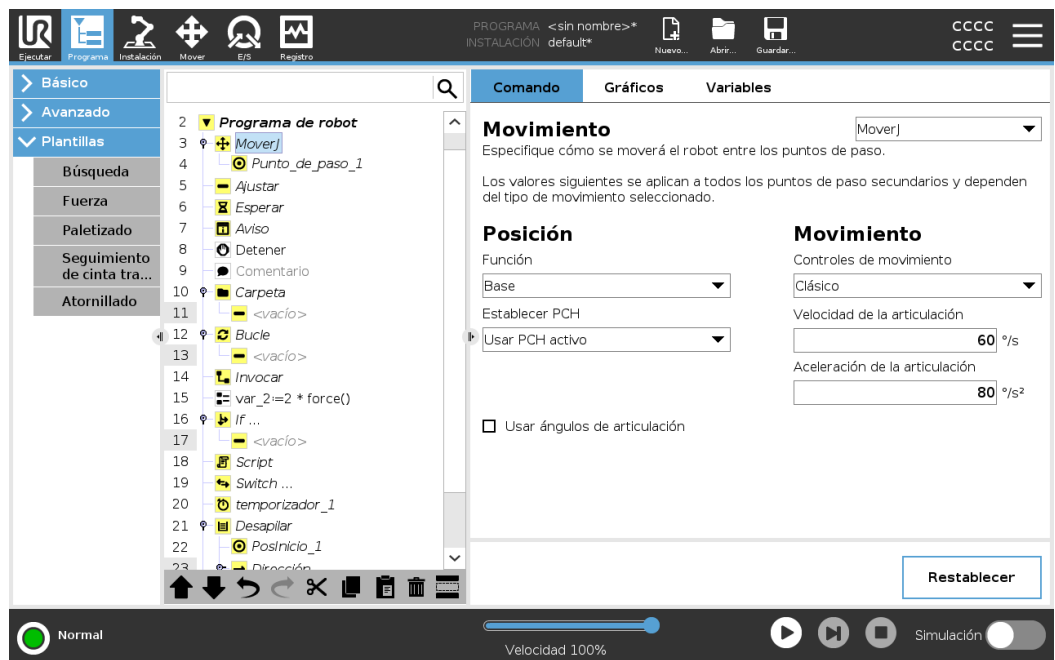 PROGRAMA <sin nombre>*
INSTALACIÓN default*
CCCC
CCCC
Ejecutar
Programa
Instalación
Mover
E/S
Registro
Nuevo...
Abrir...
Guardar...
Básico
Avanzado
Plantillas
Búsqueda
Fuerza
Paletizado
Seguimiento
de cinta tra...
Atornillado
2 Programa de robot
3 MoverJ
4 Punto_de_paso_1
5 Ajustar
6 Esperar
7 Aviso
8 Detener
9 Comentario
10 Carpeta
11 <vacío>
12 Bucle
13 <vacío>
14 Invocar
15 var_2:=2 * force()
16 If ...
17 <vacío>
18 Script
19 Switch ...
20 temporizador_1
21 Desapilar
22 PosInicio_1
23 Dirección
Comando
Gráficos
Variables
Movimiento
MoverJ
Especifique cómo se moverá el robot entre los puntos de paso.
Los valores siguientes se aplican a todos los puntos de paso secundarios y dependen
del tipo de movimiento seleccionado.
Posición
Función
Base
Establecer PCH
Usar PCH activo
Usar ángulos de articulación
Movimiento
Controles de movimiento
Clásico
Velocidad de la articulación
60 °/s
Aceleración de la articulación
80 °/s²
Restablecer
Normal
Velocidad 100%
Simulación